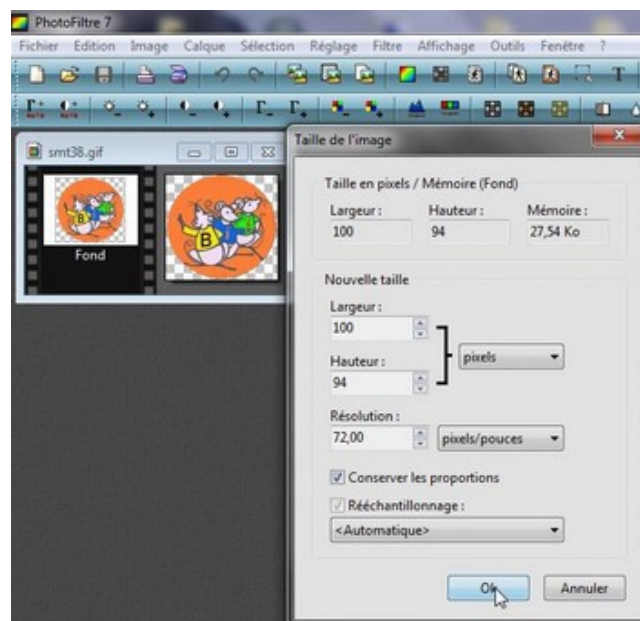 PhotoFiltre 7
Fichier Edition Image Calque Sélection Réglage Filtre Affichage Outils Fenêtre ?
T
AUTO AUTO
smt38.gif
Fond
B
Taille de l'image
Taille en pixels / Mémoire (Fond)
Largeur : Hauteur : Mémoire :
100 94 27,54 Ko
Nouvelle taille
Largeur :
100
pixels
Hauteur :
94
Résolution :
72,00 pixels/pouces
Conserver les proportions
Rééchantillonnage :
<Automatique>
Ok Annuler